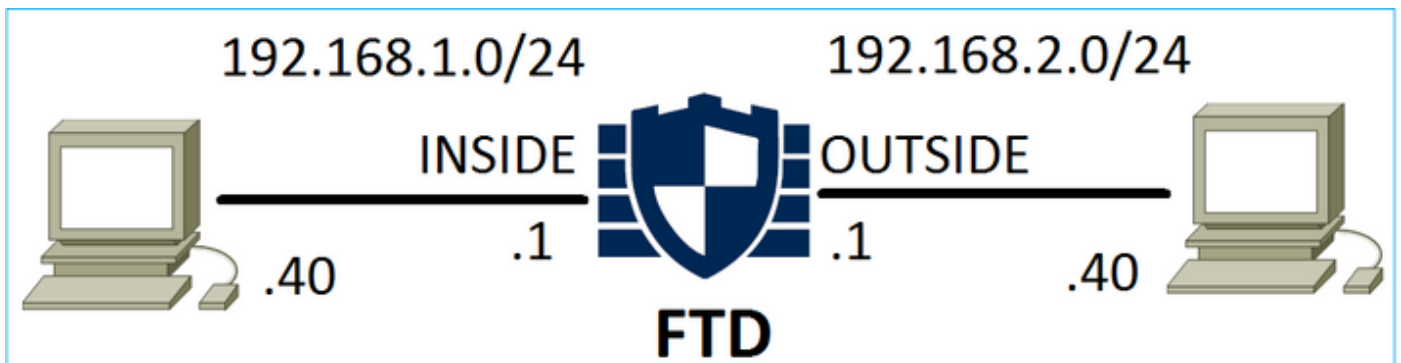 192.168.1.0/24
192.168.2.0/24
INSIDE
OUTSIDE
.40
.1
.1
.40
FTD